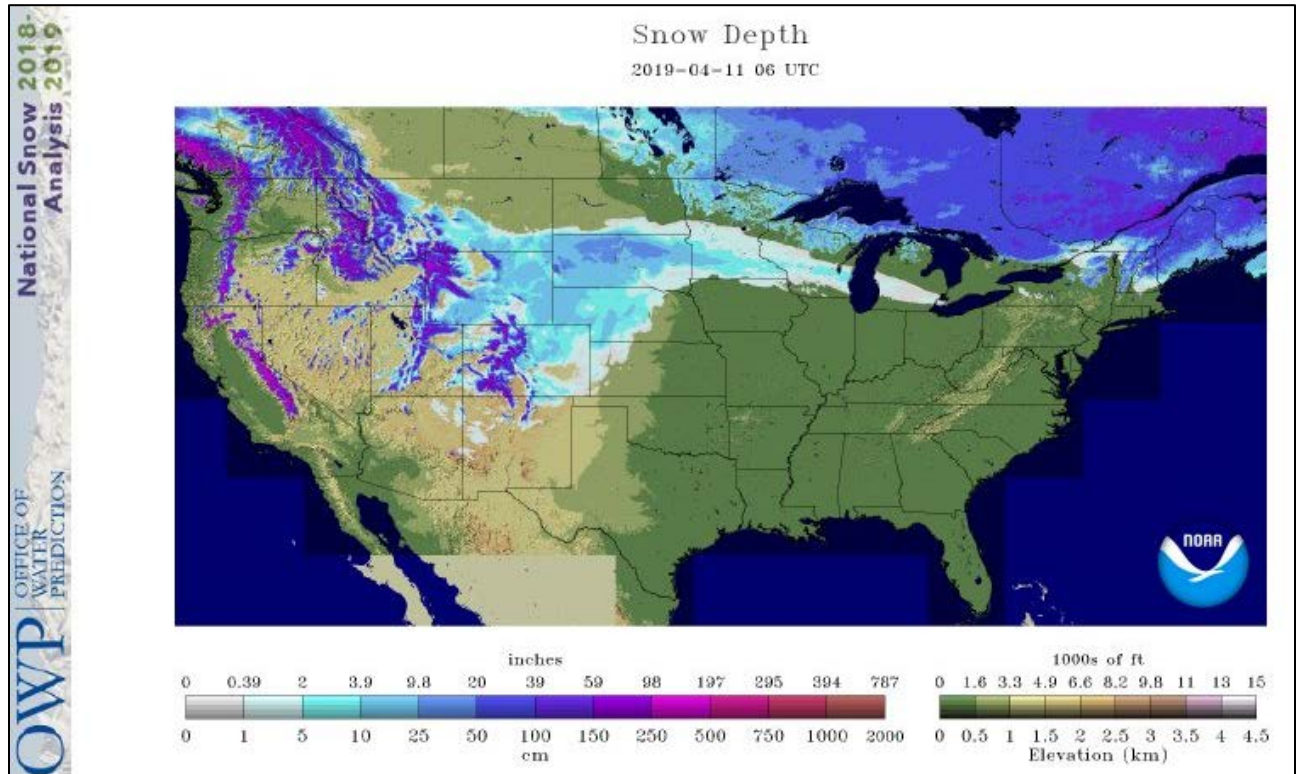 National Snow 2018-
Analysis 2019
OWP
OFFICE OF
WATER
PREDICTION
Snow Depth
2019-04-11 06 UTC
NOAA
inches
0 0.39 2 3.9 9.8 20 39 59 98 197 295 394 787
0 1 5 10 25 50 100 150 250 500 750 1000 2000
cm
1000s of ft
0 1.6 3.3 4.9 6.6 8.2 9.8 11 13 15
0 0.5 1 1.5 2 2.5 3 3.5 4 4.5
Elevation (km)